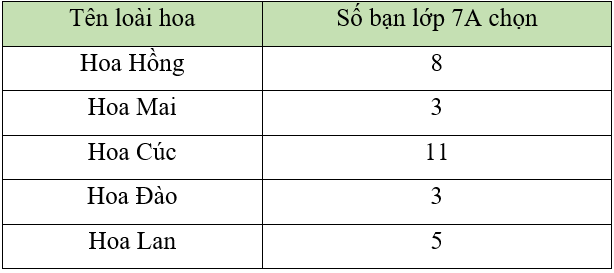 Tên loài hoa Số bạn lớp 7A chọn
Hoa Hồng 8
Hoa Mai 3
Hoa Cúc 11
Hoa Đào 3
Hoa Lan 5